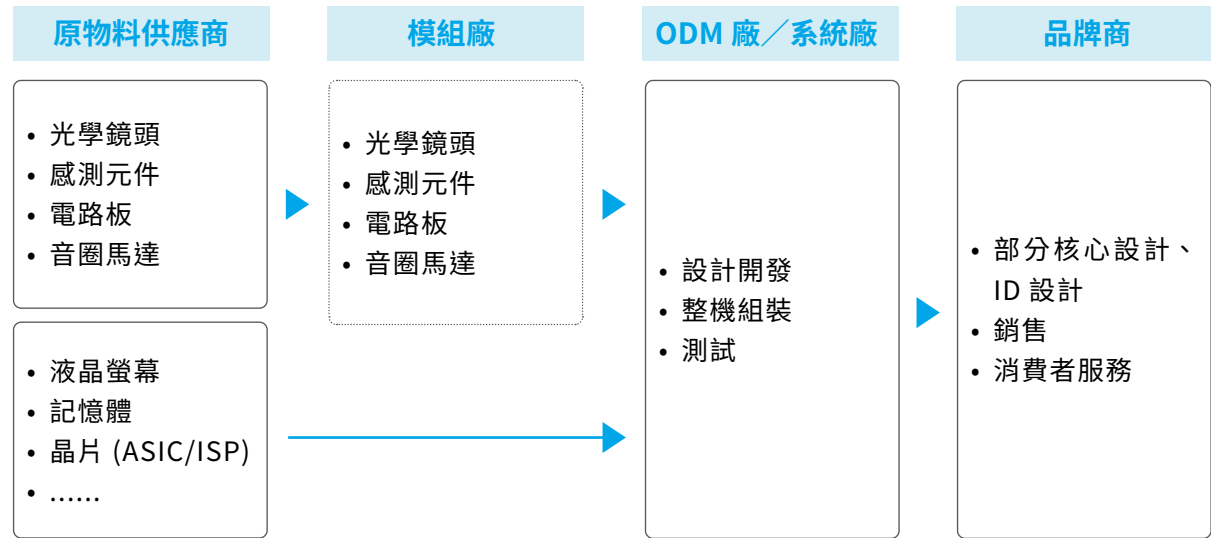 原物料供應商
• 光學鏡頭
• 感測元件
• 電路板
• 音圈馬達
• 液晶螢幕
• 記憶體
• 晶片 (ASIC/ISP)
• ......
模組廠
• 光學鏡頭
• 感測元件
• 電路板
• 音圈馬達
ODM 廠／系統廠
• 設計開發
• 整機組裝
• 測試
品牌商
• 部分核心設計、
ID 設計
• 銷售
• 消費者服務